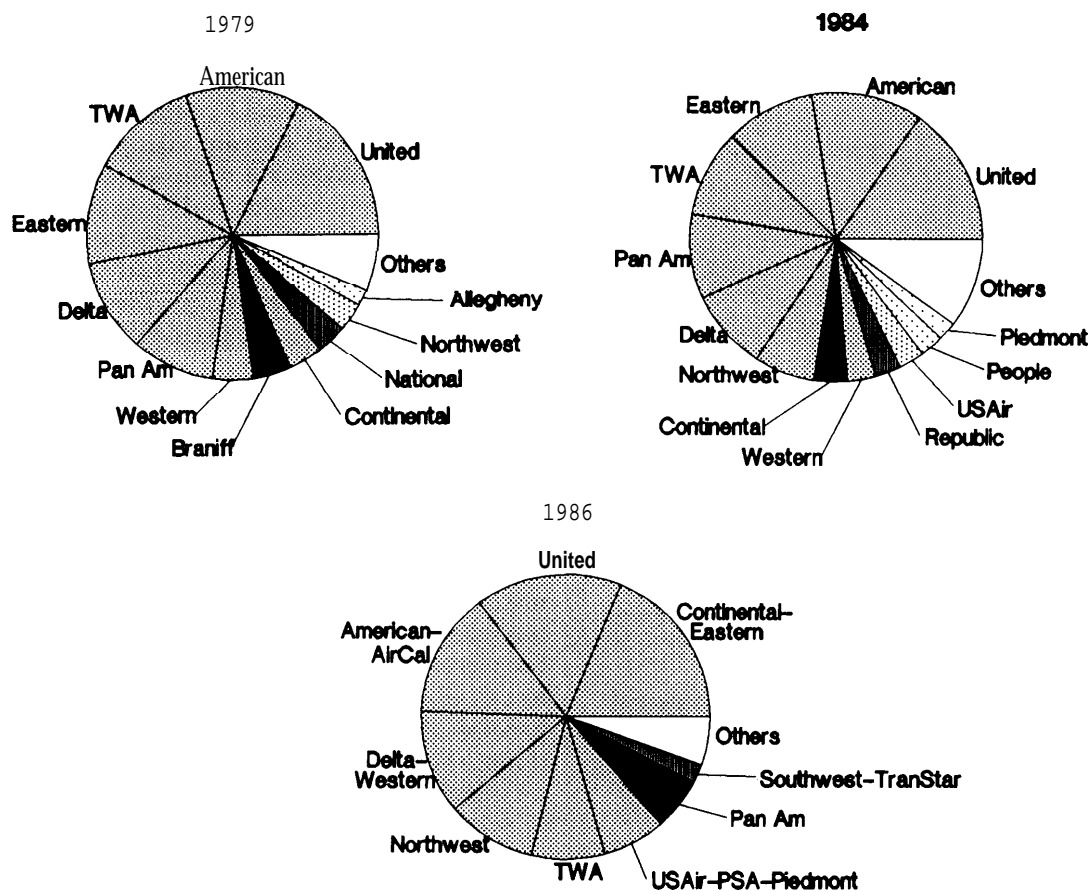 1979
American
TWA
United
Eastern
Delta
Pan Am
Western
Braniff
Continental
National
Northwest
Allegheny
Others
1984
American
Eastern
United
TWA
Pan Am
Delta
Northwest
Continental
Western
Republic
USAir
People
Piedmont
Others
1986
United
Continental–
Eastern
American–
AirCal
Delta–
Western
Northwest
TWA
USAir–PSA–Piedmont
Pan Am
Southwest–TranStar
Others